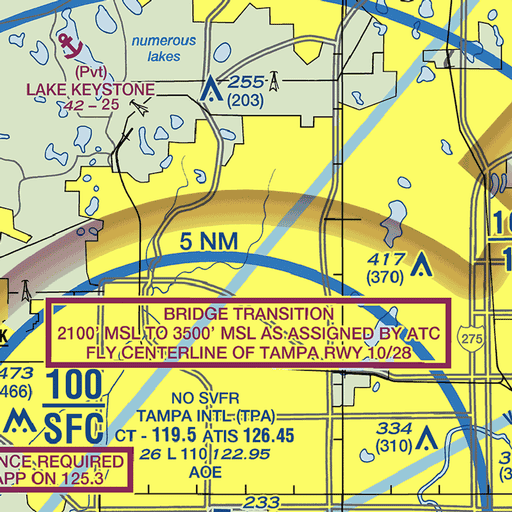 numerous
lakes
(Pvt)
LAKE KEYSTONE
42 - 25
255
(203)
5 NM
10
1
417
(370)
BRIDGE TRANSITION
2100' MSL TO 3500' MSL AS ASSIGNED BY ATC
FLY CENTERLINE OF TAMPA RWY 10/28
275
K
473
(466)
100
SFC
NO SVFR
TAMPA INTL (TPA)
CT - 119.5 ATIS 126.45
26 L 110 122.95
AOE
334
(310)
NCE REQUIRED
APP ON 125.3
233